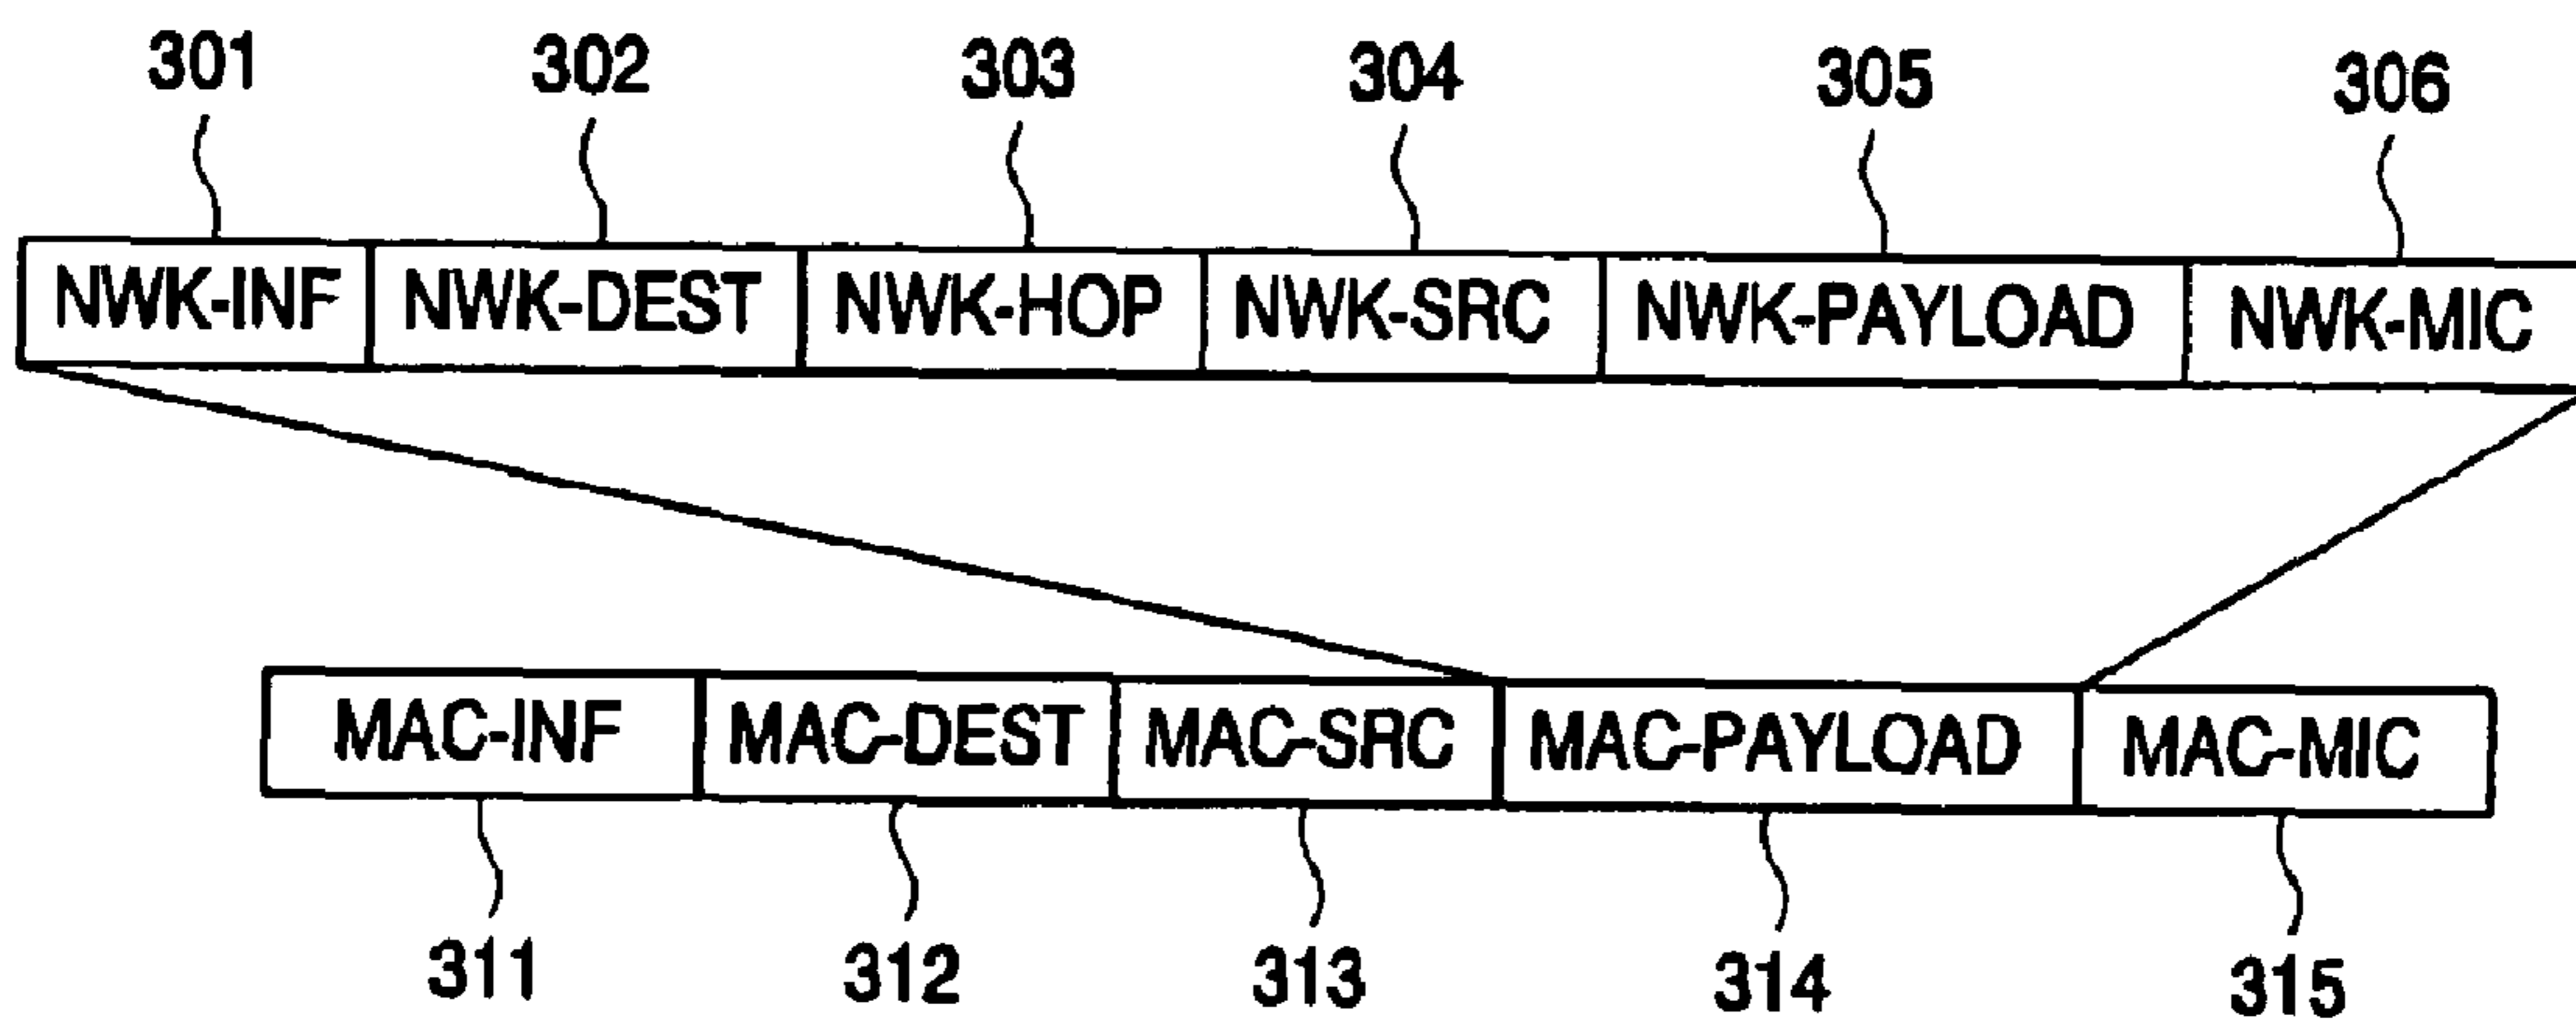 301 302 303 304 305 306
NWK-INF NWK-DEST NWK-HOP NWK-SRC NWK-PAYLOAD NWK-MIC
MAC-INF MAC-DEST MAC-SRC MAC-PAYLOAD MAC-MIC
311 312 313 314 315